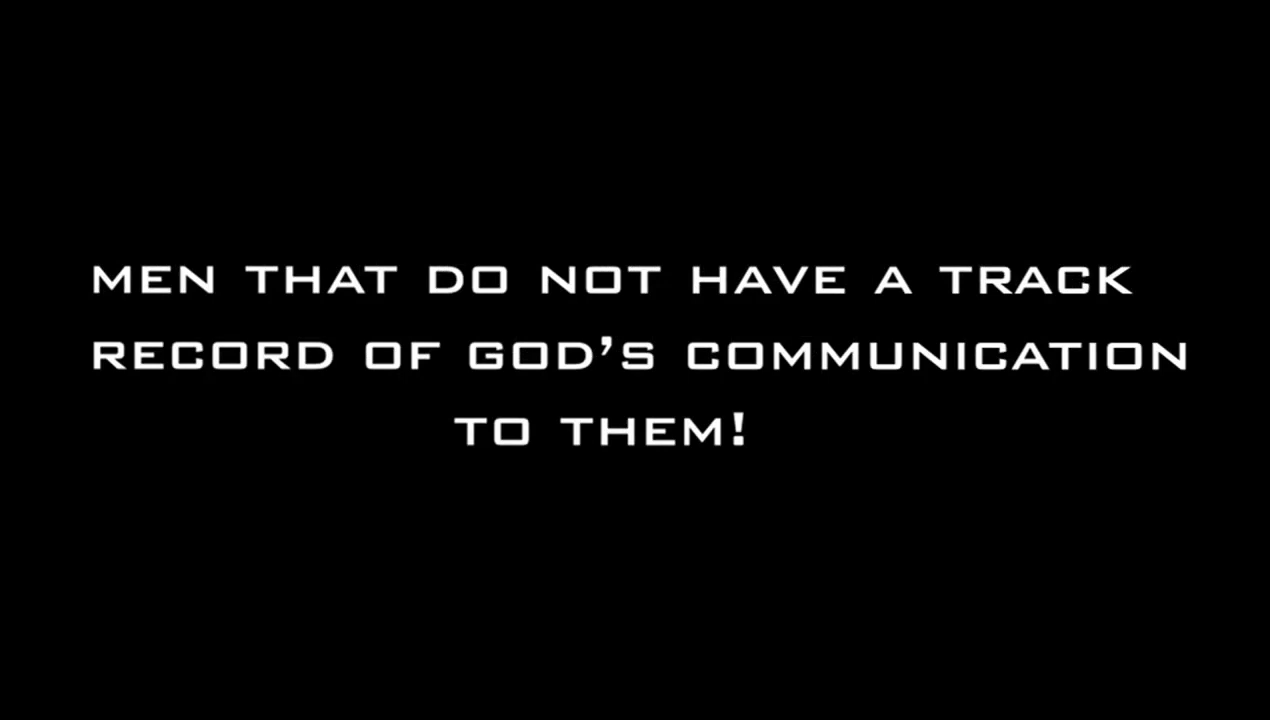 MEN THAT DO NOT HAVE A TRACK
RECORD OF GOD’S COMMUNICATION
TO THEM!